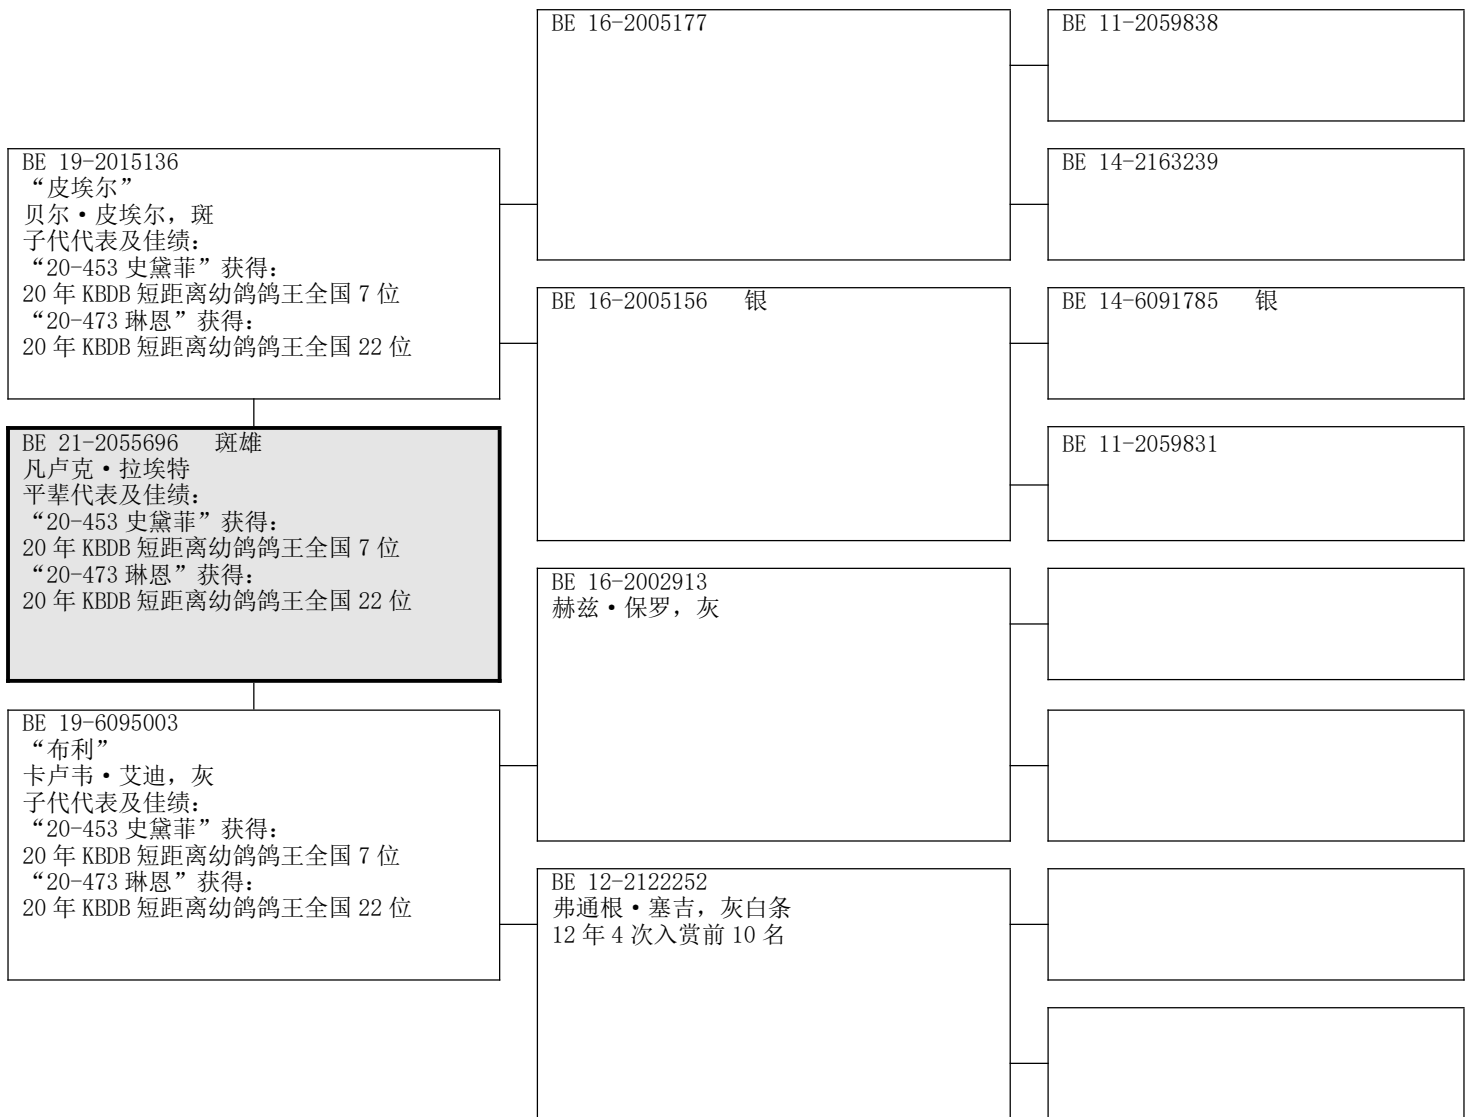 BE 19-2015136
“皮埃尔”
贝尔·皮埃尔，斑
子代代表及佳绩：
“20-453 史黛菲”获得：
20 年 KBDB 短距离幼鸽鸽王全国 7 位
“20-473 琳恩”获得：
20 年 KBDB 短距离幼鸽鸽王全国 22 位
BE 21-2055696 斑雄
凡卢克·拉埃特
平辈代表及佳绩：
“20-453 史黛菲”获得：
20 年 KBDB 短距离幼鸽鸽王全国 7 位
“20-473 琳恩”获得：
20 年 KBDB 短距离幼鸽鸽王全国 22 位
BE 19-6095003
“布利”
卡卢韦·艾迪，灰
子代代表及佳绩：
“20-453 史黛菲”获得：
20 年 KBDB 短距离幼鸽鸽王全国 7 位
“20-473 琳恩”获得：
20 年 KBDB 短距离幼鸽鸽王全国 22 位
BE 16-2005177
BE 16-2005156 银
BE 16-2002913
赫兹·保罗，灰
BE 12-2122252
弗通根·塞吉，灰白条
12 年 4 次入赏前 10 名
BE 11-2059838
BE 14-2163239
BE 14-6091785 银
BE 11-2059831